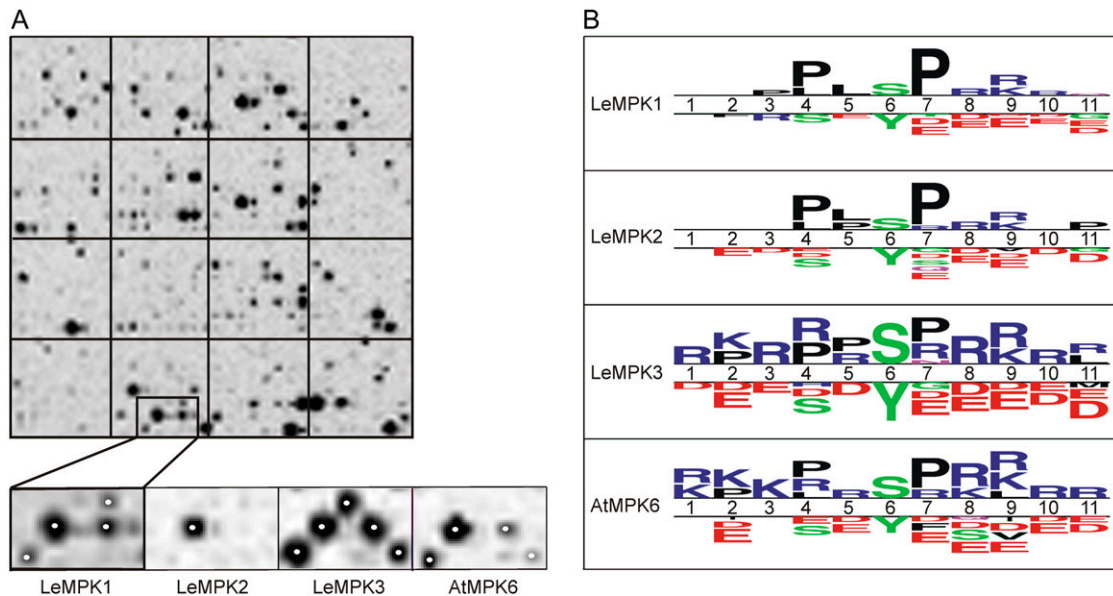 A
B
LeMPK1
P P R
P L S R K R
1 2 3 4 5 6 7 8 9 10 11
R S Y D E E E E D
LeMPK2
P L S P R R P
L P R K
1 2 3 4 5 6 7 8 9 10 11
E D E S Y G D S Q E D E V D E D G D
LeMPK3
K R P S P R R
R P R P R R R R K R R L
1 2 3 4 5 6 7 8 9 10 11
D D E R S D Y G D E D E D E E D M E D
AtMPK6
R K K P S P R R
K P L R R K K L R R
1 2 3 4 5 6 7 8 9 10 11
D E E S D E Y D F E D S E V E D E E D
LeMPK1
LeMPK2
LeMPK3
AtMPK6